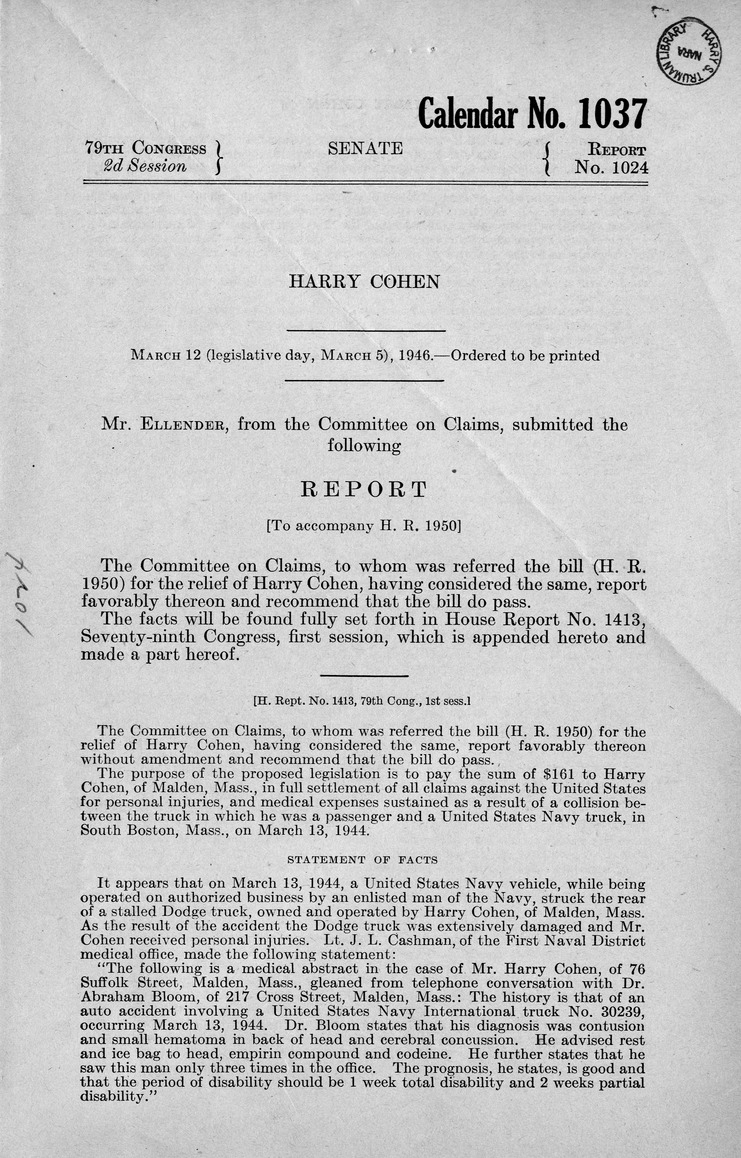 HARRY S. TRUMAN LIBRARY
NARA
Calendar No. 1037
79TH CONGRESS } SENATE { REPORT
2d Session } { No. 1024
HARRY COHEN
MARCH 12 (legislative day, MARCH 5), 1946.—Ordered to be printed
Mr. ELLENDER, from the Committee on Claims, submitted the
following
REPORT
[To accompany H. R. 1950]
The Committee on Claims, to whom was referred the bill (H. R.
1950) for the relief of Harry Cohen, having considered the same, report
favorably thereon and recommend that the bill do pass.
The facts will be found fully set forth in House Report No. 1413,
Seventy-ninth Congress, first session, which is appended hereto and
made a part hereof.
[H. Rept. No. 1413, 79th Cong., 1st sess.]
The Committee on Claims, to whom was referred the bill (H. R. 1950) for the
relief of Harry Cohen, having considered the same, report favorably thereon
without amendment and recommend that the bill do pass.
The purpose of the proposed legislation is to pay the sum of $161 to Harry
Cohen, of Malden, Mass., in full settlement of all claims against the United States
for personal injuries, and medical expenses sustained as a result of a collision be-
tween the truck in which he was a passenger and a United States Navy truck, in
South Boston, Mass., on March 13, 1944.
STATEMENT OF FACTS
It appears that on March 13, 1944, a United States Navy vehicle, while being
operated on authorized business by an enlisted man of the Navy, struck the rear
of a stalled Dodge truck, owned and operated by Harry Cohen, of Malden, Mass.
As the result of the accident the Dodge truck was extensively damaged and Mr.
Cohen received personal injuries. Lt. J. L. Cashman, of the First Naval District
medical office, made the following statement:
"The following is a medical abstract in the case of Mr. Harry Cohen, of 76
Suffolk Street, Malden, Mass., gleaned from telephone conversation with Dr.
Abraham Bloom, of 217 Cross Street, Malden, Mass.: The history is that of an
auto accident involving a United States Navy International truck No. 30239,
occurring March 13, 1944. Dr. Bloom states that his diagnosis was contusion
and small hematoma in back of head and cerebral concussion. He advised rest
and ice bag to head, empirin compound and codeine. He further states that he
saw this man only three times in the office. The prognosis, he states, is good and
that the period of disability should be 1 week total disability and 2 weeks partial
disability."